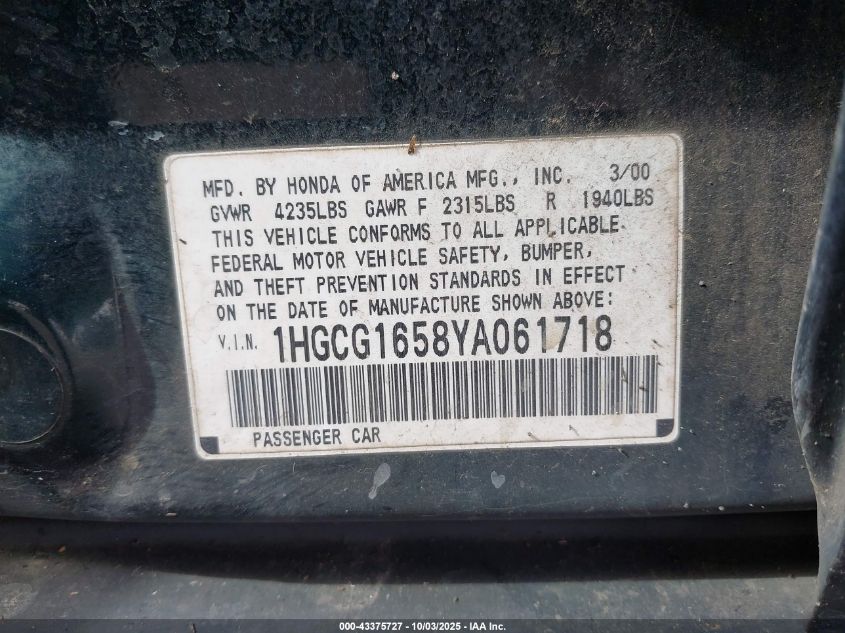 MFD. BY HONDA OF AMERICA MFG., INC. 3/00
GVWR 4235LBS GAWR F 2315LBS R 1940LBS
THIS VEHICLE CONFORMS TO ALL APPLICABLE
FEDERAL MOTOR VEHICLE SAFETY, BUMPER,
AND THEFT PREVENTION STANDARDS IN EFFECT
ON THE DATE OF MANUFACTURE SHOWN ABOVE:
V.I.N. 1HGCG1658YA061718
PASSENGER CAR
000-43375727 - 10/03/2025 - IAA Inc.